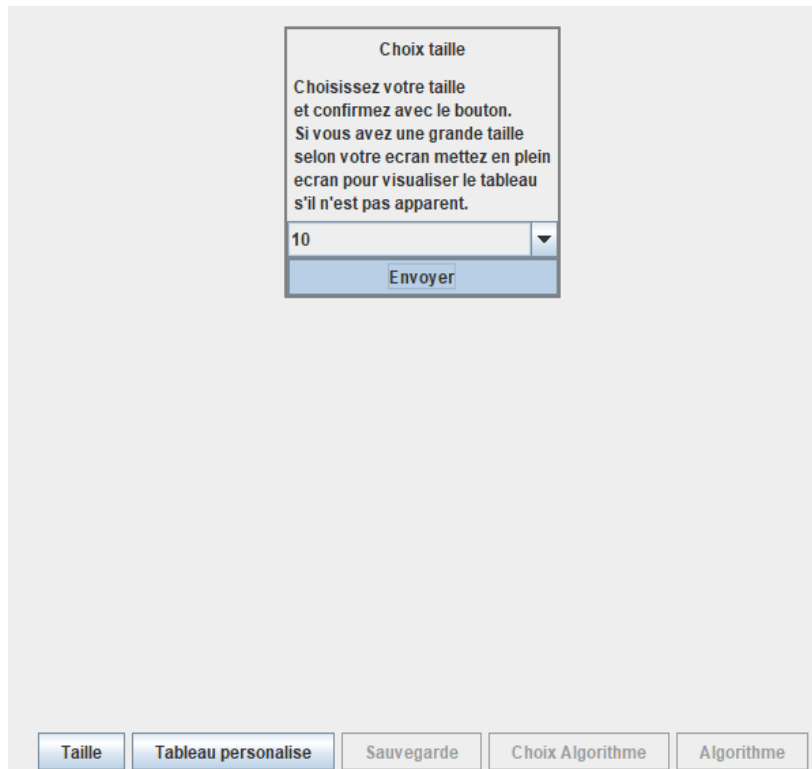 Choix taille
Choisissez votre taille
et confirmez avec le bouton.
Si vous avez une grande taille
selon votre ecran mettez en plein
ecran pour visualiser le tableau
s'il n'est pas apparent.
10
Envoyer
Taille Tableau personalise Sauvegarde Choix Algorithme Algorithme